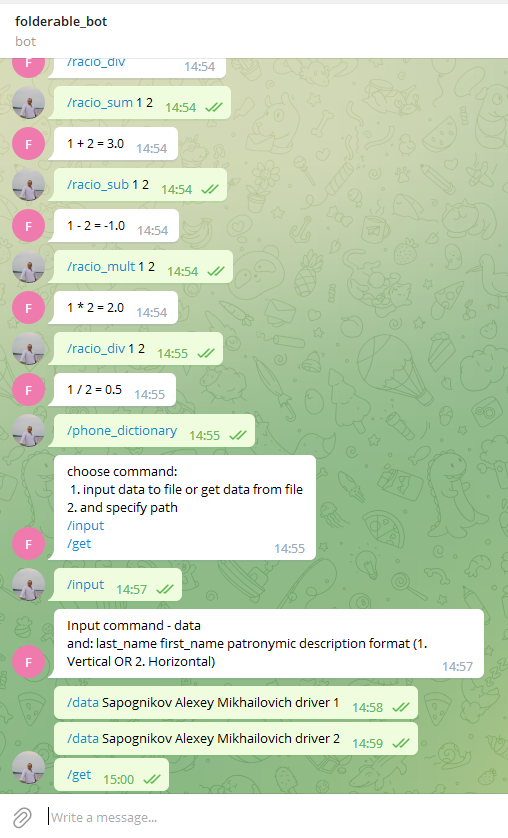 folderable_bot
bot
/racio_div
14:54
F
/racio_sum 1 2 14:54
1 + 2 = 3.0 14:54
F
/racio_sub 1 2 14:54
1 - 2 = -1.0 14:54
F
/racio_mult 1 2 14:54
1 * 2 = 2.0 14:54
F
/racio_div 1 2 14:55
1 / 2 = 0.5 14:55
F
/phone_dictionary 14:55
choose command:
1. input data to file or get data from file
2. and specify path
/input
/get
14:55
F
/input 14:57
Input command - data
and: last_name first_name patronymic description format (1.
Vertical OR 2. Horizontal)
14:57
F
/data Sapognikov Alexey Mikhailovich driver 1 14:58
/data Sapognikov Alexey Mikhailovich driver 2 14:59
/get 15:00
Write a message...